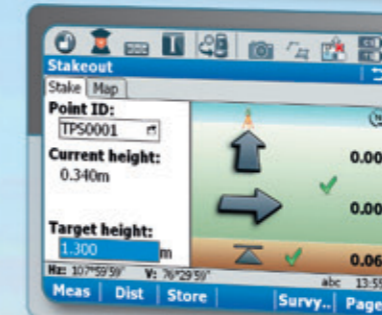 Stakeout
Stake Map
Point ID:
TPS0001
Current height:
0.340m
Target height:
1.300 m
0.00
0.00
0.06
Hz: 107°59'59" V: 76°29'59"
abc 13:55
Meas Dist Store Survy.. Page